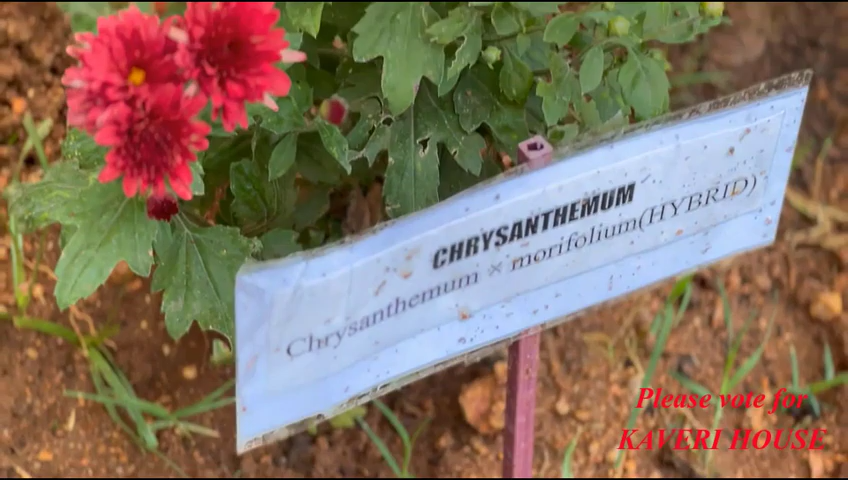 CHRYSANTHEMUM
Chrysanthemum × morifolium(HYBRID)
Please vote for
KAVERI HOUSE